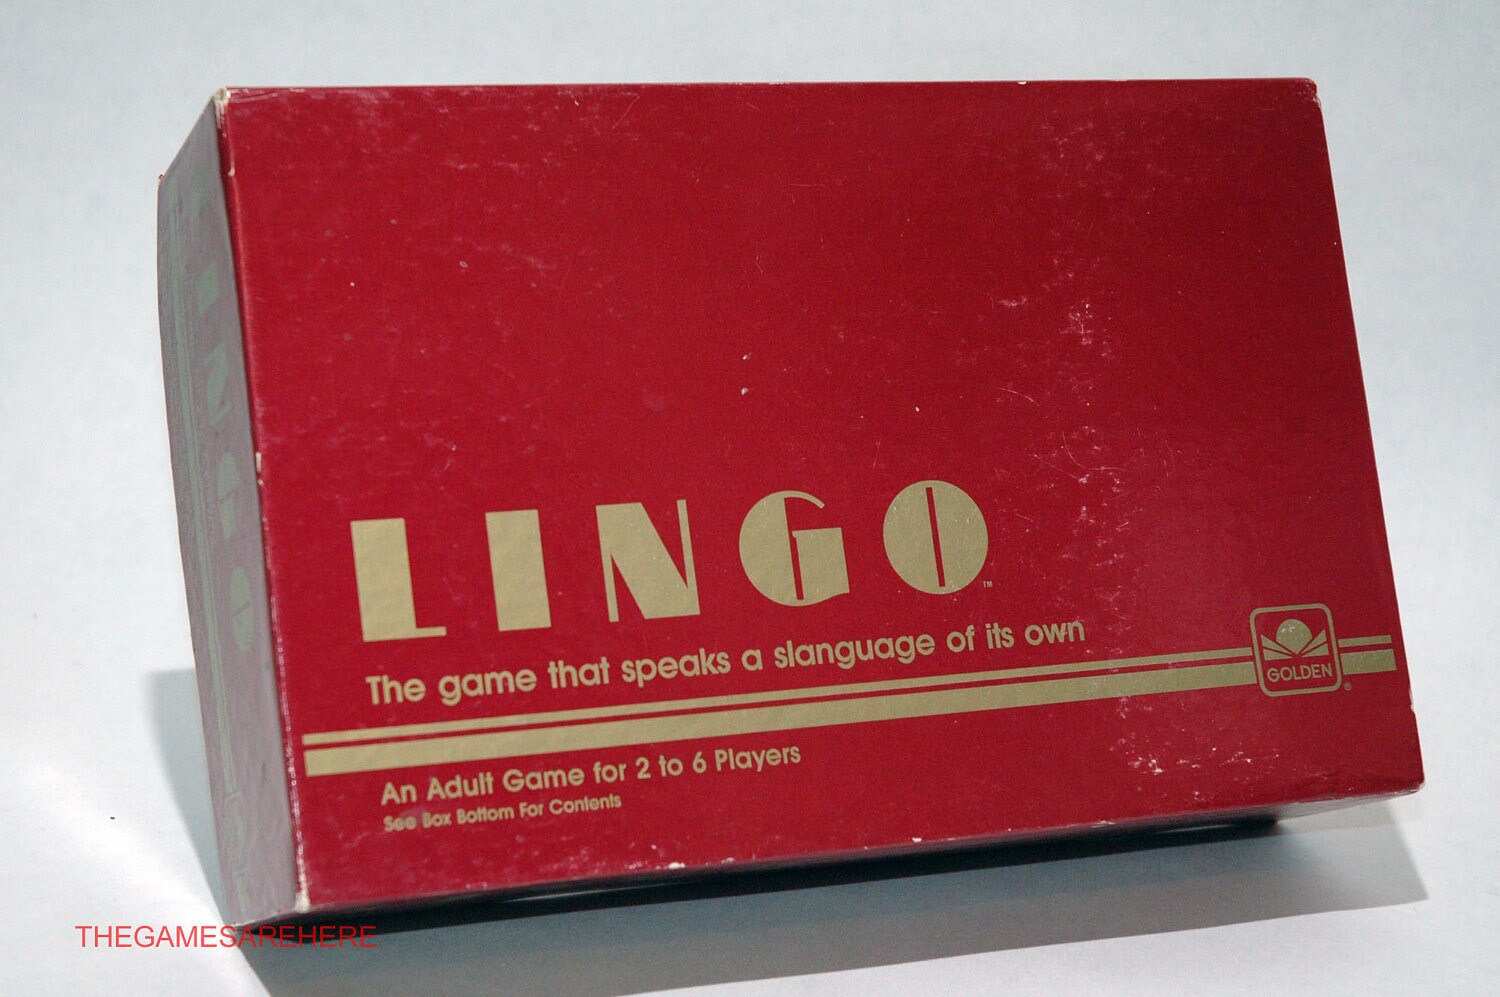 LINGO™
The game that speaks a slanguage of its own
GOLDEN®
An Adult Game for 2 to 6 Players
See Box Bottom For Contents
LINGO
THEGAMESAREHERE